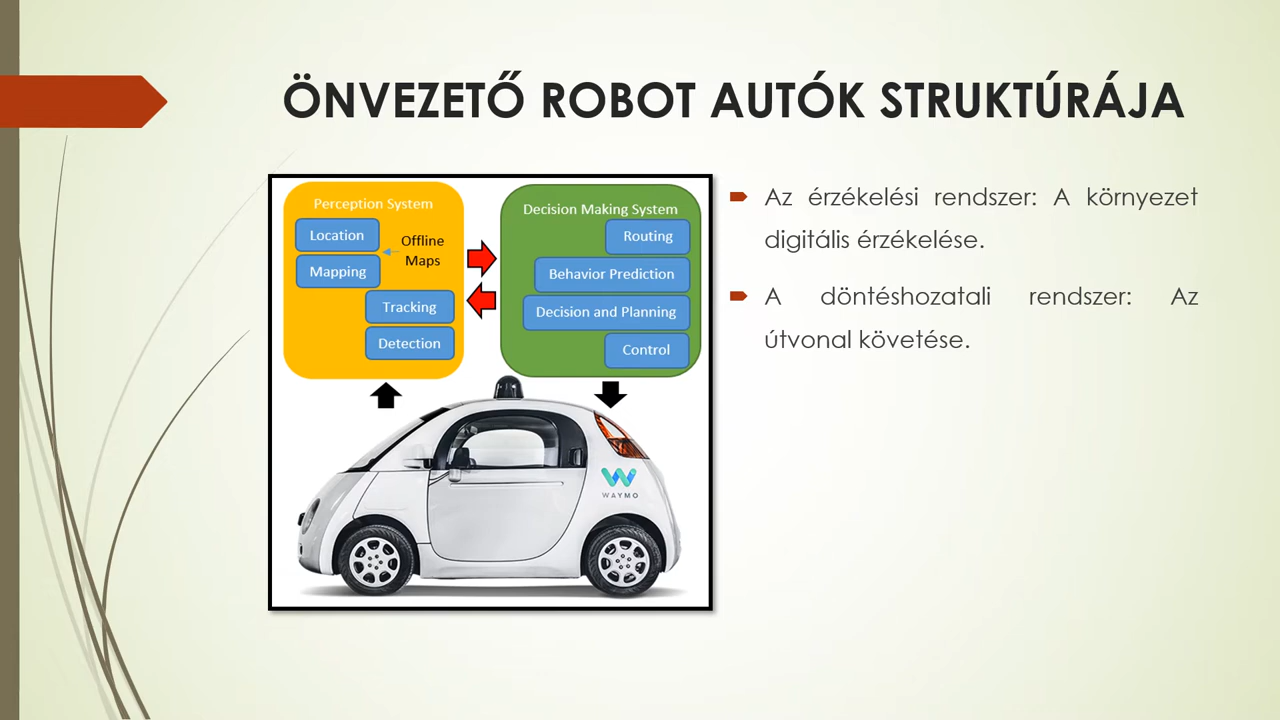 ÖNVEZETŐ ROBOT AUTÓK STRUKTÚRÁJA
Perception System
Location
Offline
Maps
Mapping
Tracking
Detection
Decision Making System
Routing
Behavior Prediction
Decision and Planning
Control
WAYMO
Az érzékelési rendszer: A környezet
digitális érzékelése.
A döntéshozatali rendszer: Az
útvonal követése.